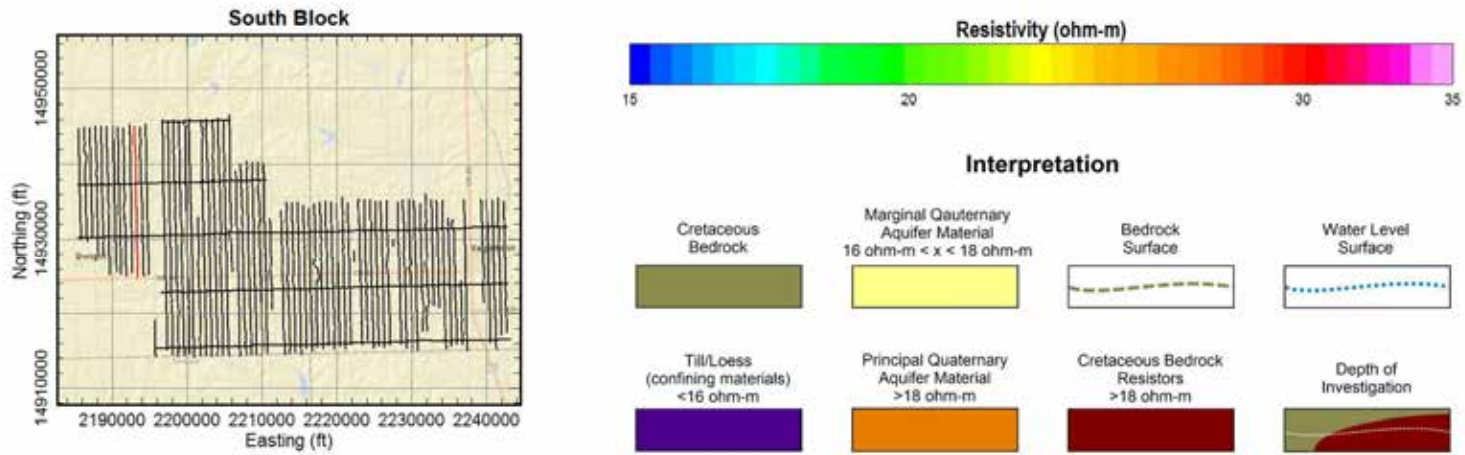 South Block
14950000
14930000
14910000
Northing (ft)
2190000 2200000 2210000 2220000 2230000 2240000
Easting (ft)
Resistivity (ohm-m)
15 20 30 35
Interpretation
Cretaceous
Bedrock
Marginal Qauternary
Aquifer Material
16 ohm-m < x < 18 ohm-m
Bedrock
Surface
Water Level
Surface
Till/Loess
(confining materials)
<16 ohm-m
Principal Quaternary
Aquifer Material
>18 ohm-m
Cretaceous Bedrock
Resistors
>18 ohm-m
Depth of
Investigation